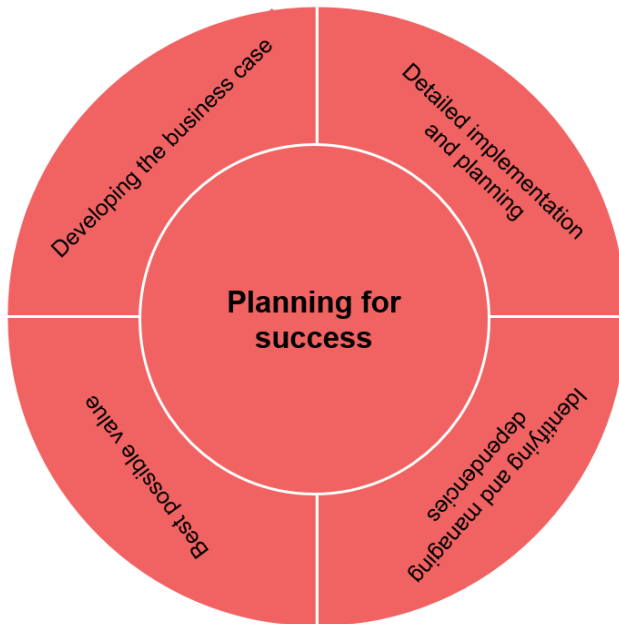 Developing the business case
Detailed implementation
and planning
Planning for
success
Best possible value
Identifying and managing
dependencies